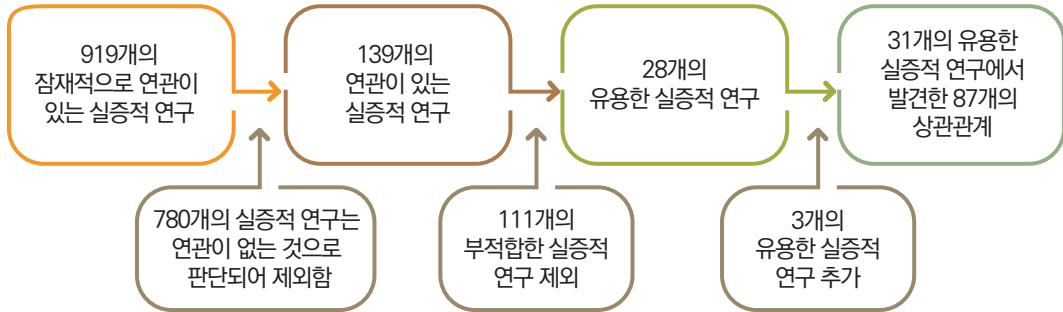 919개의
잠재적으로 연관이
있는 실증적 연구
139개의
연관이 있는
실증적 연구
28개의
유용한 실증적 연구
31개의 유용한
실증적 연구에서
발견한 87개의
상관관계
780개의 실증적 연구는
연관이 없는 것으로
판단되어 제외함
111개의
부적합한 실증적
연구 제외
3개의
유용한 실증적
연구 추가